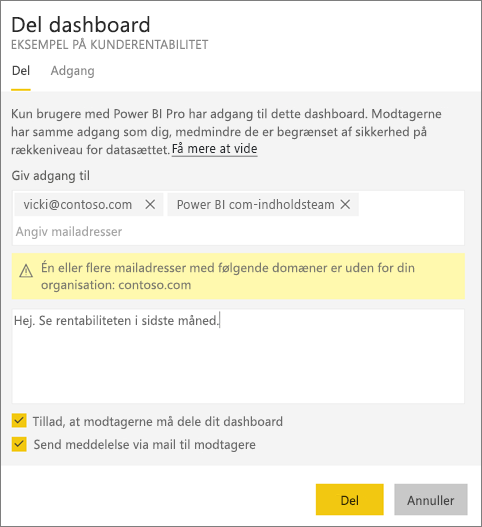 Del dashboard
EKSEMPEL PÅ KUNDERENTABILITET
Del Adgang
Kun brugere med Power BI Pro har adgang til dette dashboard. Modtagerne
har samme adgang som dig, medmindre de er begrænset af sikkerhed på
rækkeniveau for datasættet. Få mere at vide
Giv adgang til
vicki@contoso.com Power BI com-indholdsteam
Angiv mailadresser
Én eller flere mailadresser med følgende domæner er uden for din
organisation: contoso.com
Hej. Se rentabiliteten i sidste måned.
Tillad, at modtagerne må dele dit dashboard
Send meddelelse via mail til modtagere
Del Annuller